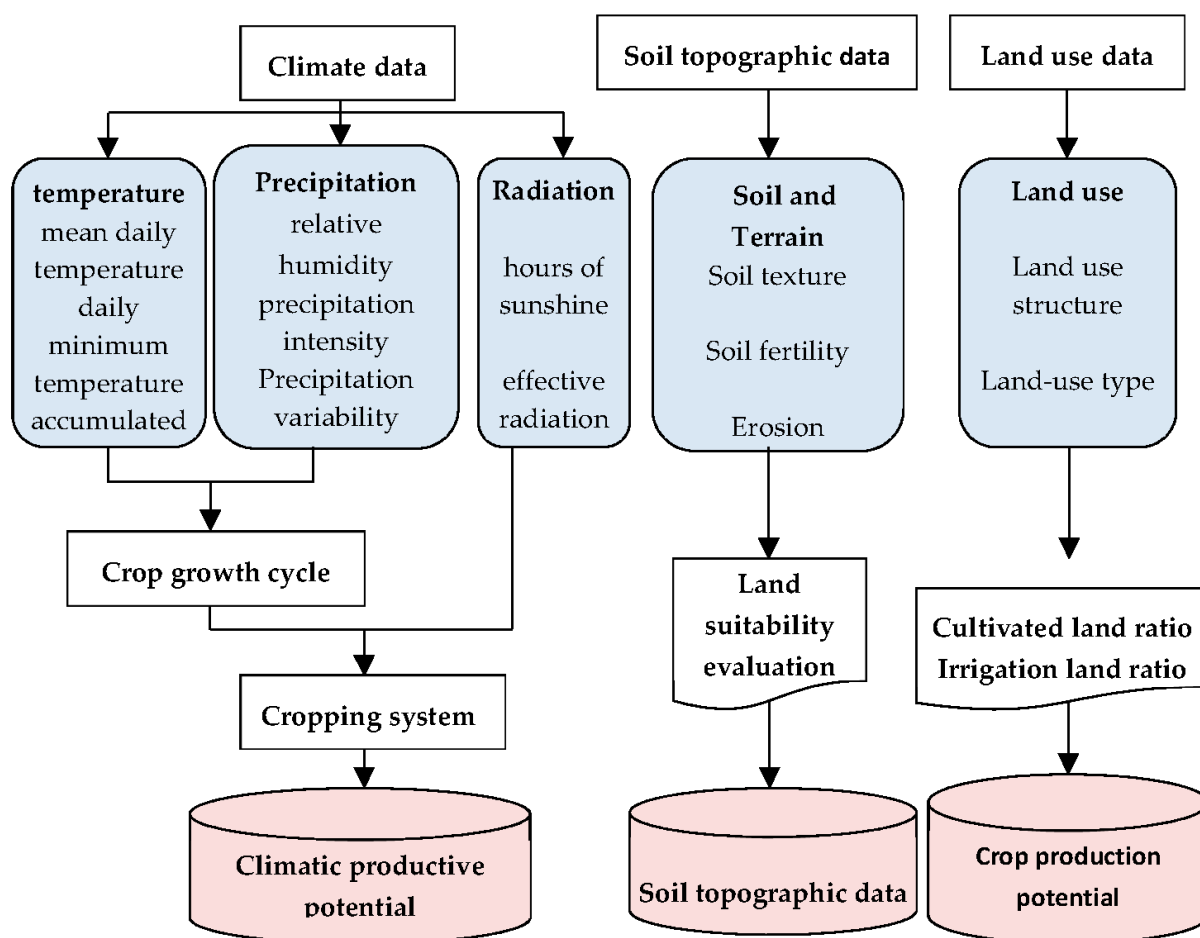 Climate data
Soil topographic data
Land use data
temperature
mean daily
temperature
daily
minimum
temperature
accumulated
Precipitation
relative
humidity
precipitation
intensity
Precipitation
variability
Radiation
hours of
sunshine
effective
radiation
Soil and
Terrain
Soil texture
Soil fertility
Erosion
Land use
Land use
structure
Land-use type
Crop growth cycle
Land
suitability
evaluation
Cultivated land ratio
Irrigation land ratio
Cropping system
Climatic productive
potential
Soil topographic data
Crop production
potential